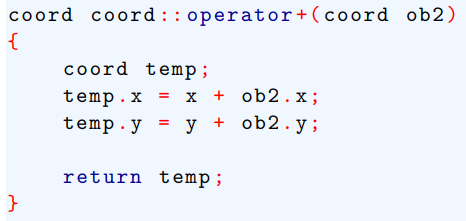 coord coord::operator+(coord ob2)
{
    coord temp;
    temp.x = x + ob2.x;
    temp.y = y + ob2.y;

    return temp;
}